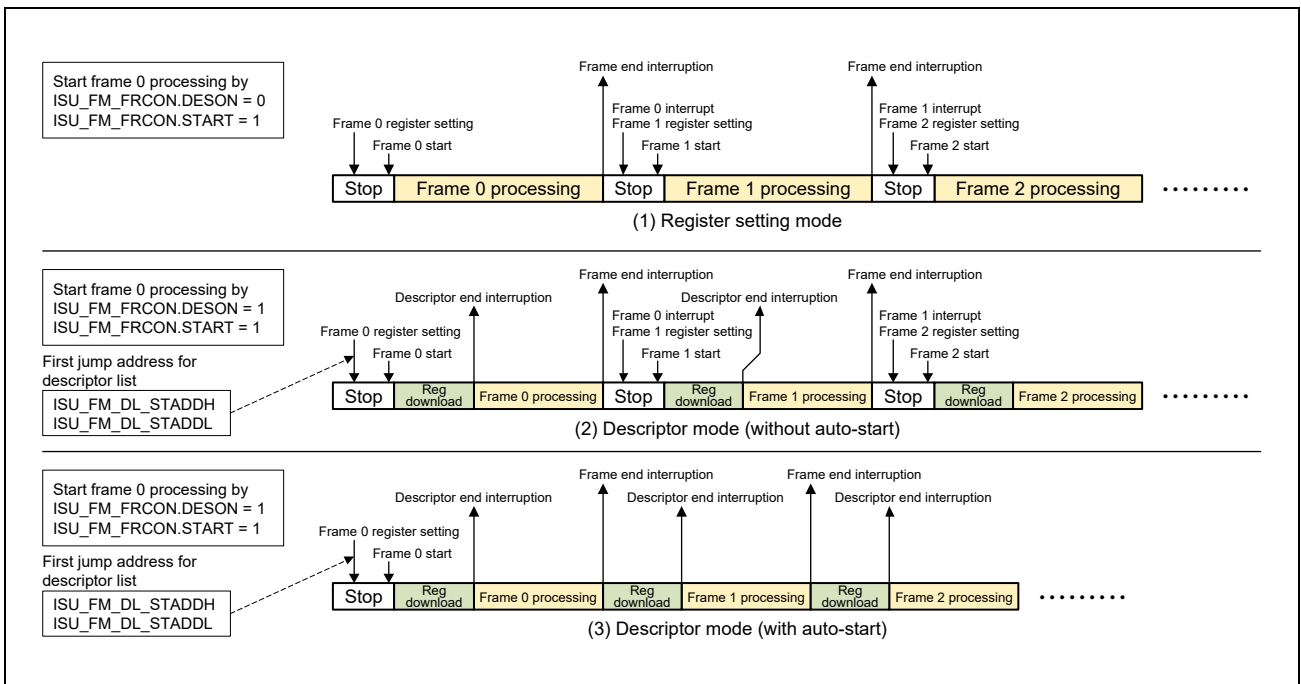 Start frame 0 processing by
ISU_FM_FRCON.DESON = 0
ISU_FM_FRCON.START = 1
Frame end interruption
Frame end interruption
Frame 0 register setting
Frame 0 start
Frame 0 interrupt
Frame 1 register setting
Frame 1 start
Frame 1 interrupt
Frame 2 register setting
Frame 2 start
Stop
Frame 0 processing
Stop
Frame 1 processing
Stop
Frame 2 processing
(1) Register setting mode
Start frame 0 processing by
ISU_FM_FRCON.DESON = 1
ISU_FM_FRCON.START = 1
First jump address for
descriptor list
ISU_FM_DL_STADDH
ISU_FM_DL_STADDL
Frame end interruption
Frame end interruption
Descriptor end interruption
Descriptor end interruption
Frame 0 register setting
Frame 0 start
Frame 0 interrupt
Frame 1 register setting
Frame 1 start
Frame 1 interrupt
Frame 2 register setting
Frame 2 start
Stop
Reg
download
Frame 0 processing
Stop
Reg
download
Frame 1 processing
Stop
Reg
download
Frame 2 processing
(2) Descriptor mode (without auto-start)
Start frame 0 processing by
ISU_FM_FRCON.DESON = 1
ISU_FM_FRCON.START = 1
First jump address for
descriptor list
ISU_FM_DL_STADDH
ISU_FM_DL_STADDL
Frame end interruption
Frame end interruption
Descriptor end interruption
Descriptor end interruption
Descriptor end interruption
Frame 0 register setting
Frame 0 start
Stop
Reg
download
Frame 0 processing
Reg
download
Frame 1 processing
Reg
download
Frame 2 processing
(3) Descriptor mode (with auto-start)